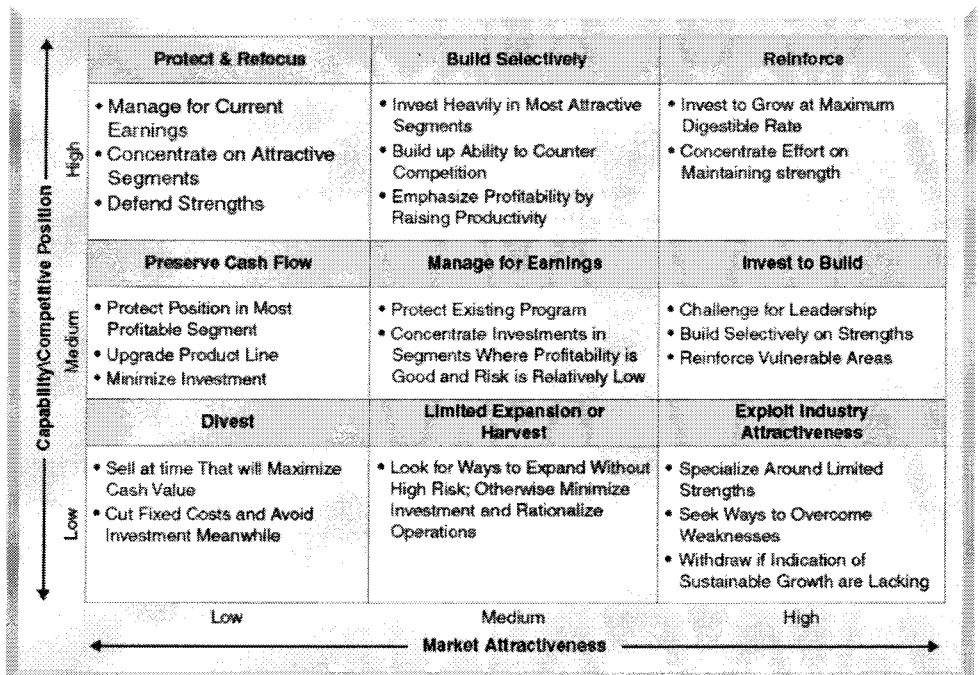 Protect & Refocus
Build Selectively
Reinforce
• Manage for Current
Earnings
• Concentrate on Attractive
Segments
• Defend Strengths
• Invest Heavily in Most Attractive
Segments
• Build up Ability to Counter
Competition
• Emphasize Profitability by
Raising Productivity
• Invest to Grow at Maximum
Digestible Rate
• Concentrate Effort on
Maintaining strength
High
Preserve Cash Flow
Manage for Earnings
Invest to Build
• Protect Position in Most
Profitable Segment
• Upgrade Product Line
• Minimize Investment
• Protect Existing Program
• Concentrate Investments in
Segments Where Profitability is
Good and Risk is Relatively Low
• Challenge for Leadership
• Build Selectively on Strengths
• Reinforce Vulnerable Areas
Medium
Capability\Competitive Position
Divest
Limited Expansion or
Harvest
Exploit Industry
Attractiveness
• Sell at time That will Maximize
Cash Value
• Cut Fixed Costs and Avoid
Investment Meanwhile
• Look for Ways to Expand Without
High Risk; Otherwise Minimize
Investment and Rationalize
Operations
• Specialize Around Limited
Strengths
• Seek Ways to Overcome
Weaknesses
• Withdraw if Indication of
Sustainable Growth are Lacking
Low
Low
Medium
High
Market Attractiveness